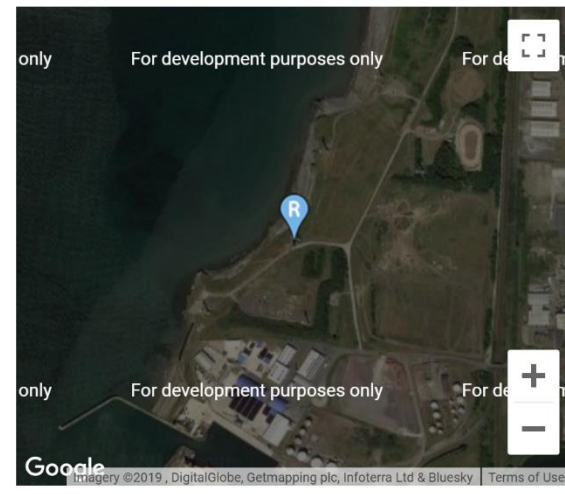 only For development purposes only For de
R
only For development purposes only For de
+
−
Google Imagery ©2019 , DigitalGlobe, Getmapping plc, Infoterra Ltd & Bluesky Terms of Use